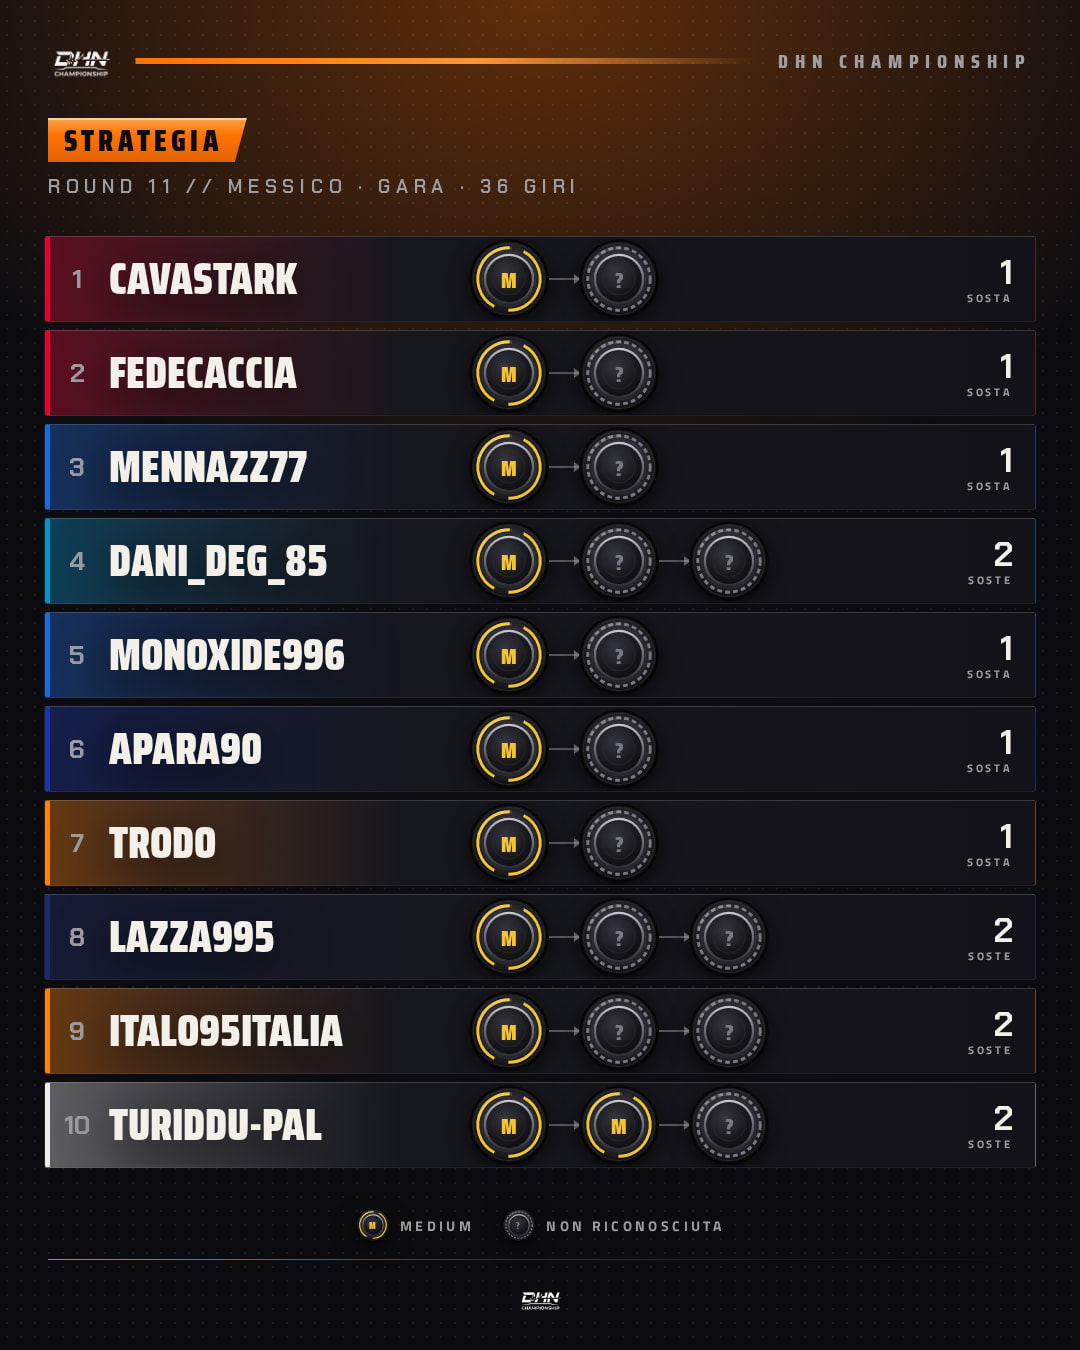 DHN
CHAMPIONSHIP
DHN CHAMPIONSHIP
STRATEGIA
ROUND 11 // MESSICO · GARA · 36 GIRI
1 CAVASTARK M ? 1 SOSTA
2 FEDECACCIA M ? 1 SOSTA
3 MENNAZZ77 M ? 1 SOSTA
4 DANI_DEG_85 M ? ? 2 SOSTE
5 MONOXIDE996 M ? 1 SOSTA
6 APARA90 M ? 1 SOSTA
7 TRODO M ? 1 SOSTA
8 LAZZA995 M ? ? 2 SOSTE
9 ITALO95ITALIA M ? ? 2 SOSTE
10 TURIDDU-PAL M M ? 2 SOSTE
M MEDIUM ? NON RICONOSCIUTA
DHN
CHAMPIONSHIP